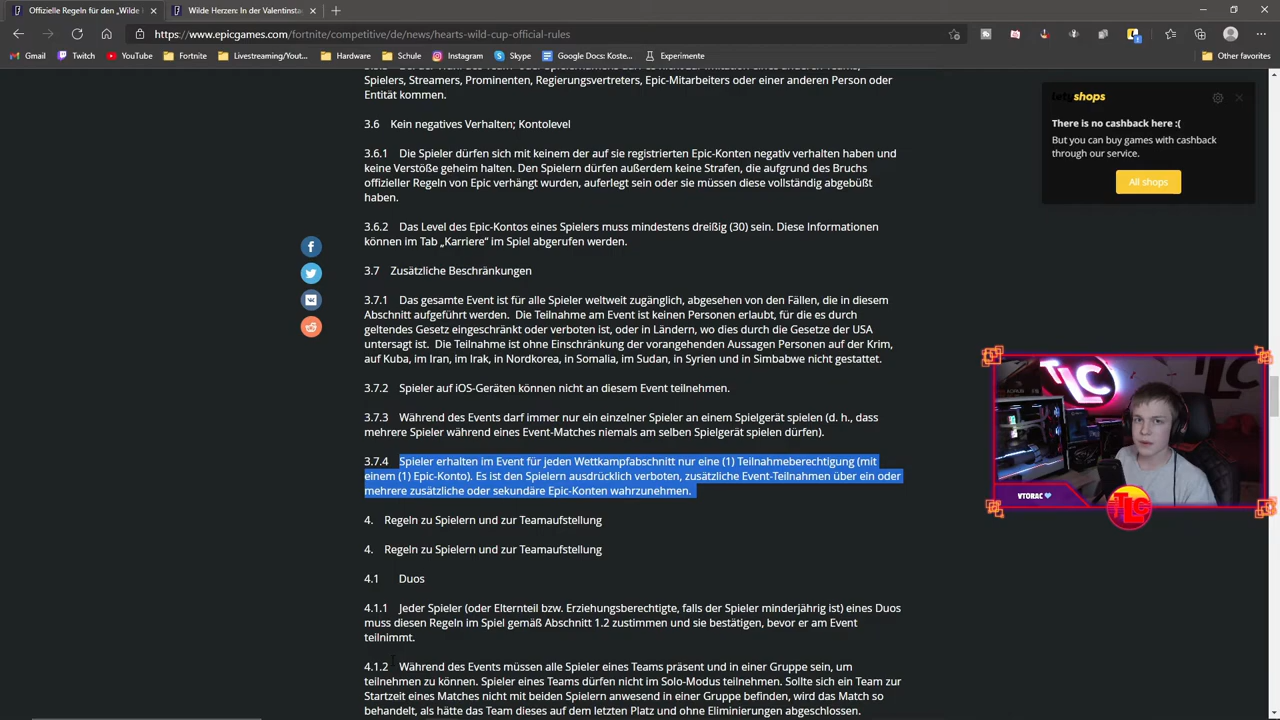 Offizielle Regeln für den „Wilde
Wilde Herzen: In der Valentinsta
https://www.epicgames.com/fortnite/competitive/de/news/hearts-wild-cup-official-rules
Gmail
Twitch
YouTube
Fortnite
Livestreaming/Yout...
Hardware
Schule
Instagram
Skype
Google Docs: Koste...
Experimente
Other favorites
Spielers, Streamers, Prominenten, Regierungsvertreters, Epic-Mitarbeiters oder einer anderen Person oder
Entität kommen.
3.6 Kein negatives Verhalten; Kontolevel
3.6.1 Die Spieler dürfen sich mit keinem der auf sie registrierten Epic-Konten negativ verhalten haben und
keine Verstöße geheim halten. Den Spielern dürfen außerdem keine Strafen, die aufgrund des Bruchs
offizieller Regeln von Epic verhängt wurden, auferlegt sein oder sie müssen diese vollständig abgebüßt
haben.
3.6.2 Das Level des Epic-Kontos eines Spielers muss mindestens dreißig (30) sein. Diese Informationen
können im Tab „Karriere“ im Spiel abgerufen werden.
3.7 Zusätzliche Beschränkungen
3.7.1 Das gesamte Event ist für alle Spieler weltweit zugänglich, abgesehen von den Fällen, die in diesem
Abschnitt aufgeführt werden. Die Teilnahme am Event ist keinen Personen erlaubt, für die es durch
geltendes Gesetz eingeschränkt oder verboten ist, oder in Ländern, wo dies durch die Gesetze der USA
untersagt ist. Die Teilnahme ist ohne Einschränkung der vorangehenden Aussagen Personen auf der Krim,
auf Kuba, im Iran, im Irak, in Nordkorea, in Somalia, im Sudan, in Syrien und in Simbabwe nicht gestattet.
3.7.2 Spieler auf iOS-Geräten können nicht an diesem Event teilnehmen.
3.7.3 Während des Events darf immer nur ein einzelner Spieler an einem Spielgerät spielen (d. h., dass
mehrere Spieler während eines Event-Matches niemals am selben Spielgerät spielen dürfen).
3.7.4 Spieler erhalten im Event für jeden Wettkampfabschnitt nur eine (1) Teilnahmeberechtigung (mit
einem (1) Epic-Konto). Es ist den Spielern ausdrücklich verboten, zusätzliche Event-Teilnahmen über ein oder
mehrere zusätzliche oder sekundäre Epic-Konten wahrzunehmen.
4. Regeln zu Spielern und zur Teamaufstellung
4. Regeln zu Spielern und zur Teamaufstellung
4.1 Duos
4.1.1 Jeder Spieler (oder Elternteil bzw. Erziehungsberechtigte, falls der Spieler minderjährig ist) eines Duos
muss diesen Regeln im Spiel gemäß Abschnitt 1.2 zustimmen und sie bestätigen, bevor er am Event
teilnimmt.
4.1.2 Während des Events müssen alle Spieler eines Teams präsent und in einer Gruppe sein, um
teilnehmen zu können. Spieler eines Teams dürfen nicht im Solo-Modus teilnehmen. Sollte sich ein Team zur
Startzeit eines Matches nicht mit beiden Spielern anwesend in einer Gruppe befinden, wird das Match so
behandelt, als hätte das Team dieses auf dem letzten Platz und ohne Eliminierungen abgeschlossen.
letyshops
There is no cashback here :(
But you can buy games with cashback
through our service.
All shops
TLC
VTORAC
TLC